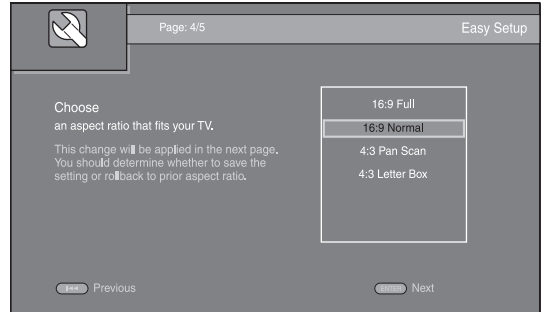 Page: 4/5
Easy Setup
Choose
an aspect ratio that fits your TV.
This change will be applied in the next page.
You should determine whether to save the
setting or rollback to prior aspect ratio.
16:9 Full
16:9 Normal
4:3 Pan Scan
4:3 Letter Box
Previous
ENTER Next